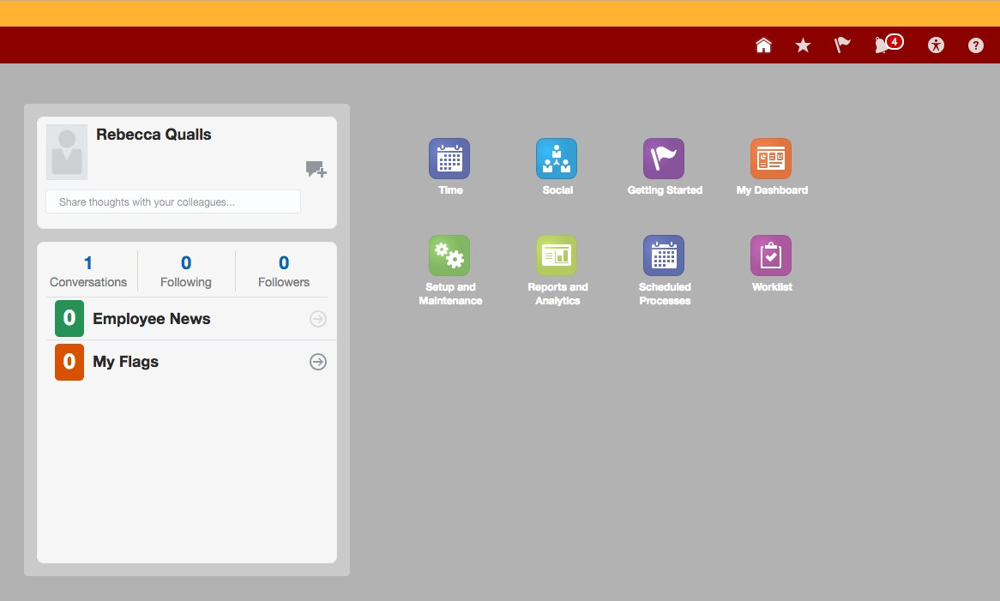 4
?
Rebecca Qualls
Share thoughts with your colleagues...
1
0
0
Conversations
Following
Followers
0
Employee News
0
My Flags
Time
Social
Getting Started
My Dashboard
Setup and
Maintenance
Reports and
Analytics
Scheduled
Processes
Worklist